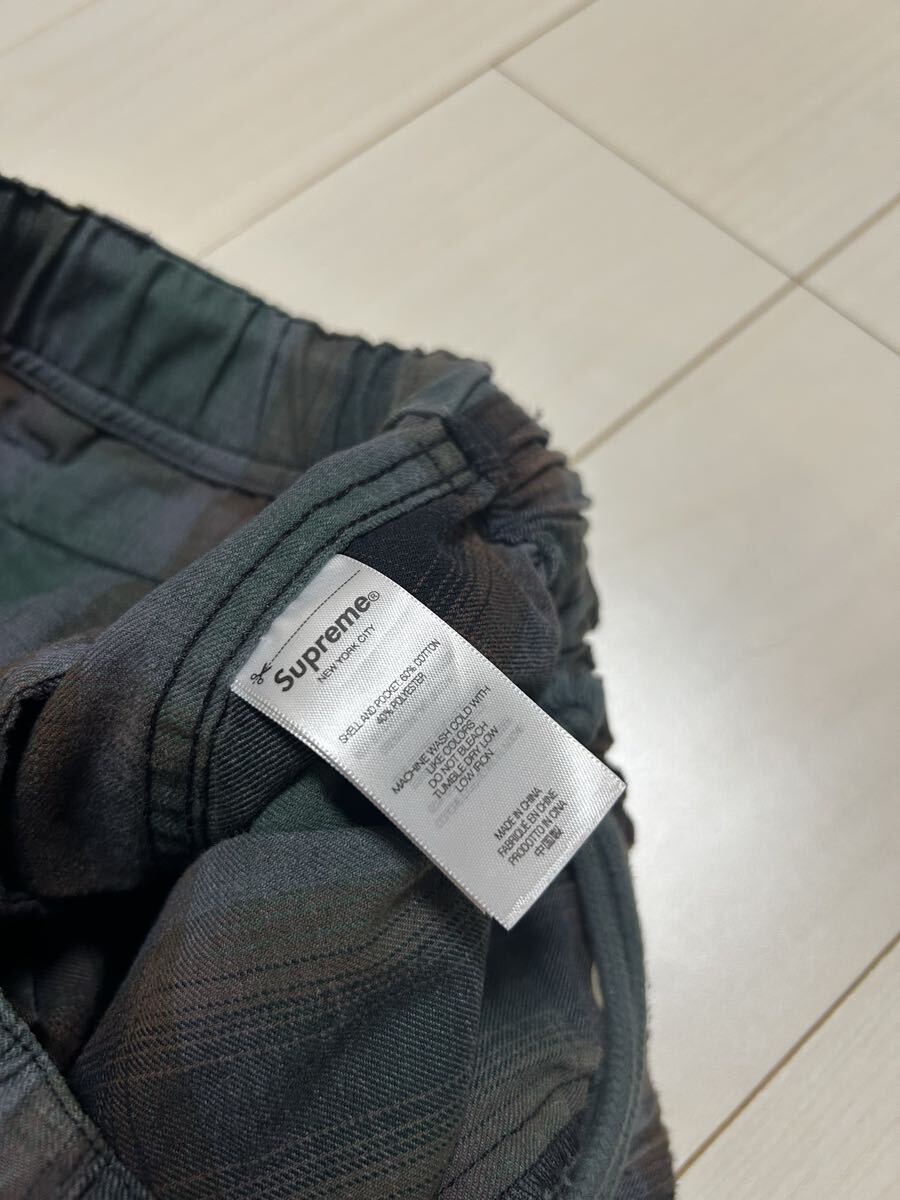 Supreme®
NEW YORK CITY
SHELL AND POCKET: 60% COTTON
40% POLYESTER
MACHINE WASH COLD WITH
LIKE COLORS
DO NOT BLEACH
TUMBLE DRY LOW
LOW IRON
MADE IN CHINA
FABRIQUÉ EN CHINE
PRODOTTO IN CINA
中国製